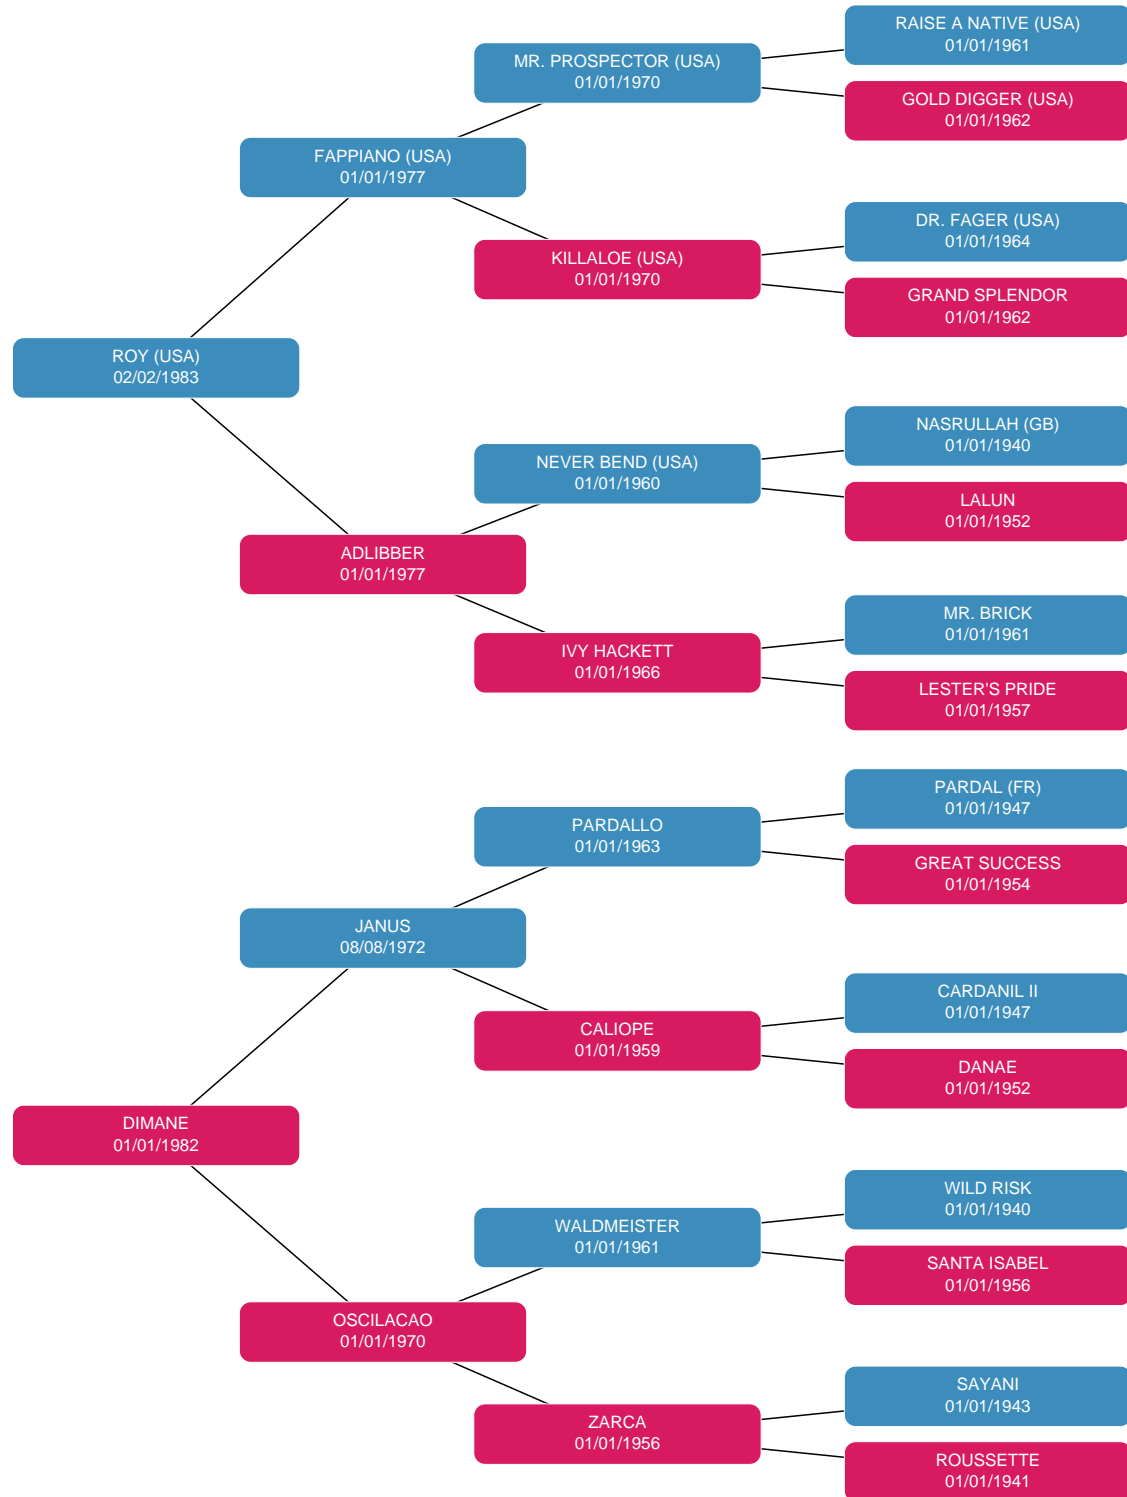 RAISE A NATIVE (USA)
01/01/1961
MR. PROSPECTOR (USA)
01/01/1970
GOLD DIGGER (USA)
01/01/1962
FAPPIANO (USA)
01/01/1977
DR. FAGER (USA)
01/01/1964
KILLALOE (USA)
01/01/1970
GRAND SPLENDOR
01/01/1962
ROY (USA)
02/02/1983
NASRULLAH (GB)
01/01/1940
NEVER BEND (USA)
01/01/1960
LALUN
01/01/1952
ADLIBBER
01/01/1977
MR. BRICK
01/01/1961
IVY HACKETT
01/01/1966
LESTER'S PRIDE
01/01/1957
PARDAL (FR)
01/01/1947
PARDALLO
01/01/1963
GREAT SUCCESS
01/01/1954
JANUS
08/08/1972
CARDANIL II
01/01/1947
CALIOPE
01/01/1959
DANAE
01/01/1952
DIMANE
01/01/1982
WILD RISK
01/01/1940
WALDMEISTER
01/01/1961
SANTA ISABEL
01/01/1956
OSCILACAO
01/01/1970
SAYANI
01/01/1943
ZARCA
01/01/1956
ROUSSETTE
01/01/1941